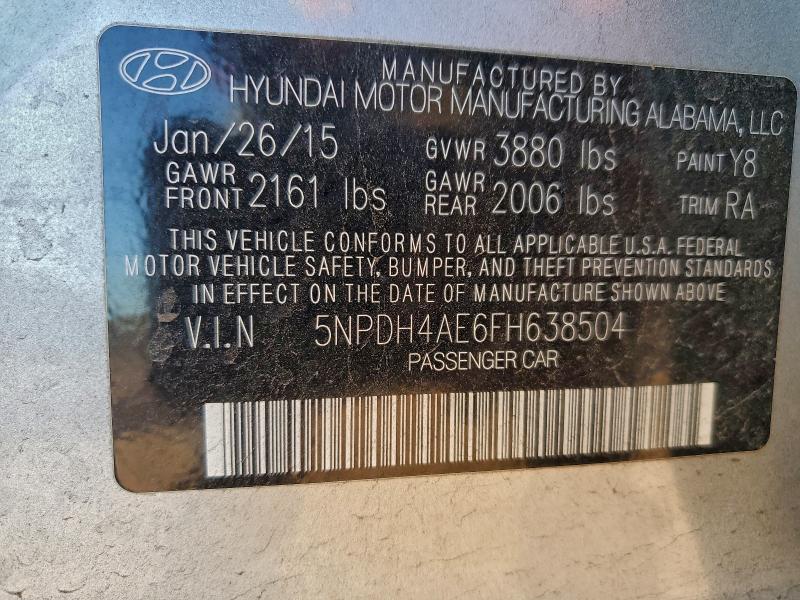 MANUFACTURED BY
HYUNDAI MOTOR MANUFACTURING ALABAMA, LLC
Jan/26/15 GVWR 3880 lbs PAINT Y8
GAWR FRONT 2161 lbs GAWR REAR 2006 lbs TRIM RA
THIS VEHICLE CONFORMS TO ALL APPLICABLE U.S.A. FEDERAL
MOTOR VEHICLE SAFETY, BUMPER, AND THEFT PREVENTION STANDARDS
IN EFFECT ON THE DATE OF MANUFACTURE SHOWN ABOVE
V.I.N 5NPDH4AE6FH638504
PASSENGER CAR